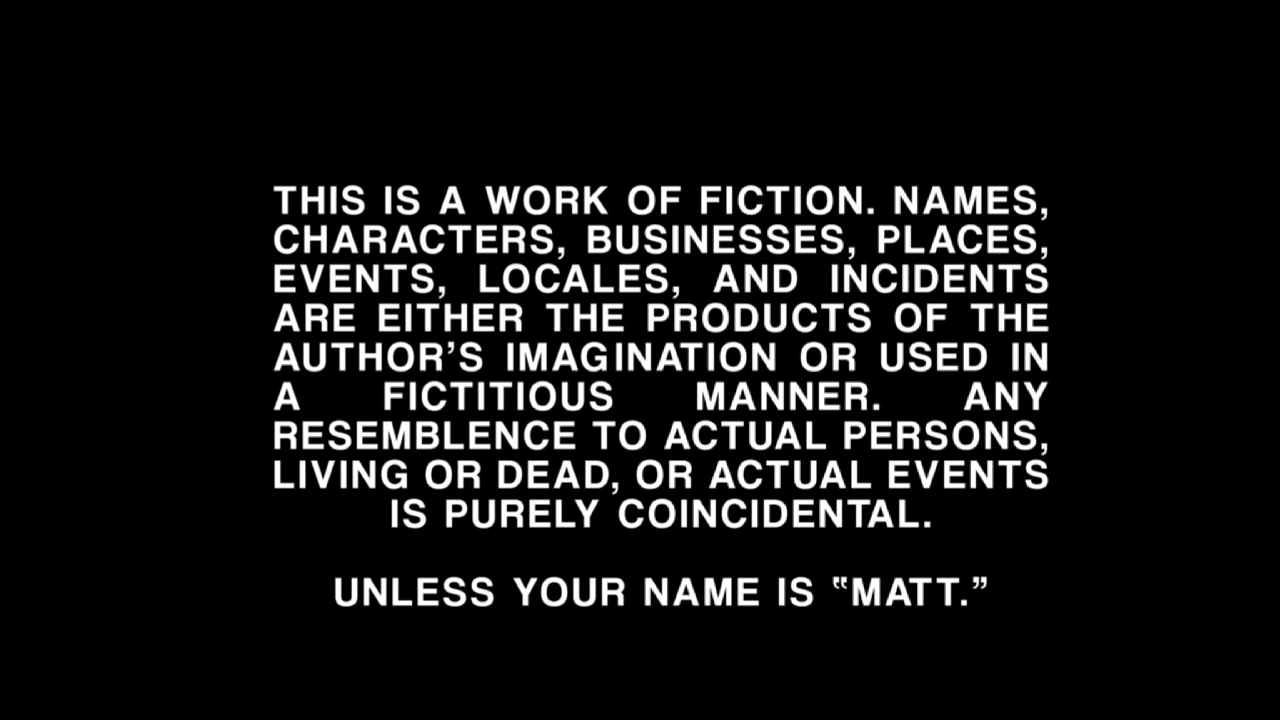 THIS IS A WORK OF FICTION. NAMES,
CHARACTERS, BUSINESSES, PLACES,
EVENTS, LOCALES, AND INCIDENTS
ARE EITHER THE PRODUCTS OF THE
AUTHOR’S IMAGINATION OR USED IN
A FICTITIOUS MANNER. ANY
RESEMBLENCE TO ACTUAL PERSONS,
LIVING OR DEAD, OR ACTUAL EVENTS
IS PURELY COINCIDENTAL.
UNLESS YOUR NAME IS “MATT.”